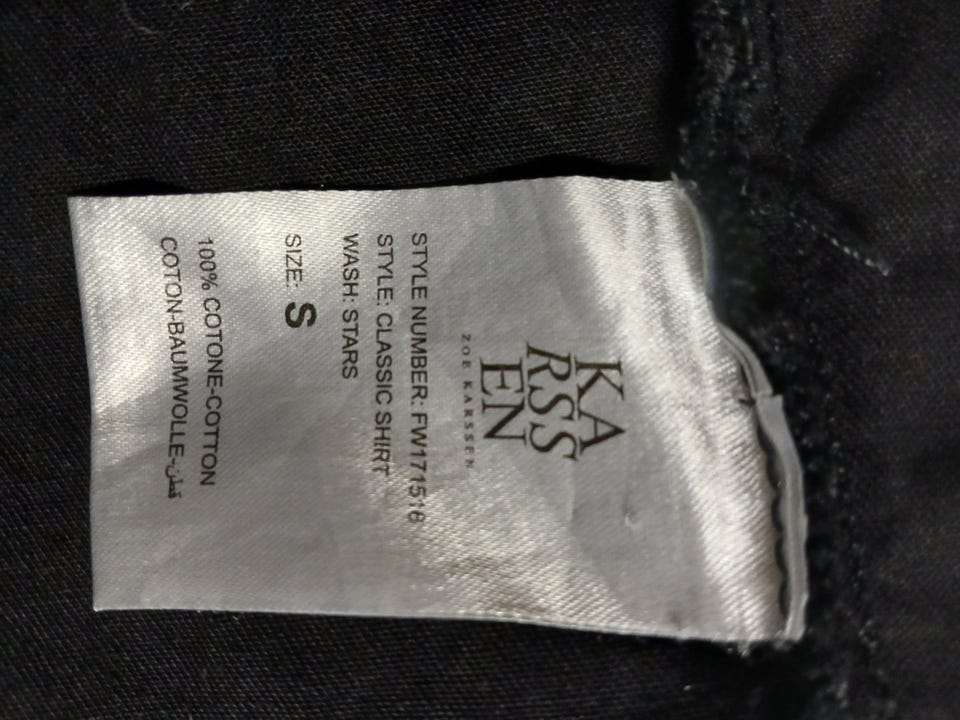 KA
RSS
EN
ZOE KARSSEN
STYLE NUMBER: FW171516
STYLE: CLASSIC SHIRT
WASH: STARS
SIZE: S
100% COTONE-COTTON
COTON-BAUMWOLLE-قطن